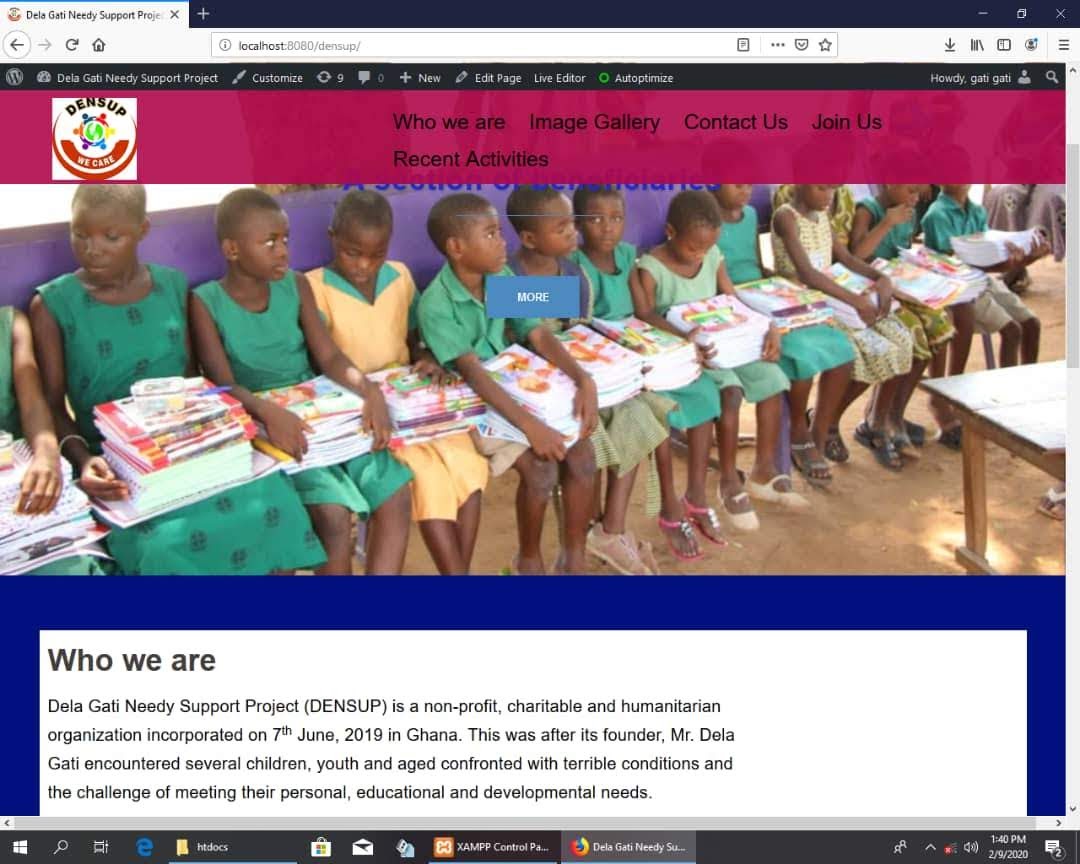 Dela Gati Needy Support Projec
localhost:8080/densup/
Dela Gati Needy Support Project Customize 9 0 New Edit Page Live Editor Autoptimize Howdy, gati gati
DENSUP
WE CARE
Who we are Image Gallery Contact Us Join Us
Recent Activities
A section of beneficiaries
MORE
Who we are
Dela Gati Needy Support Project (DENSUP) is a non-profit, charitable and humanitarian
organization incorporated on 7th June, 2019 in Ghana. This was after its founder, Mr. Dela
Gati encountered several children, youth and aged confronted with terrible conditions and
the challenge of meeting their personal, educational and developmental needs.
htdocs XAMPP Control Pa... Dela Gati Needy Su...
1:40 PM
2/9/2020
2